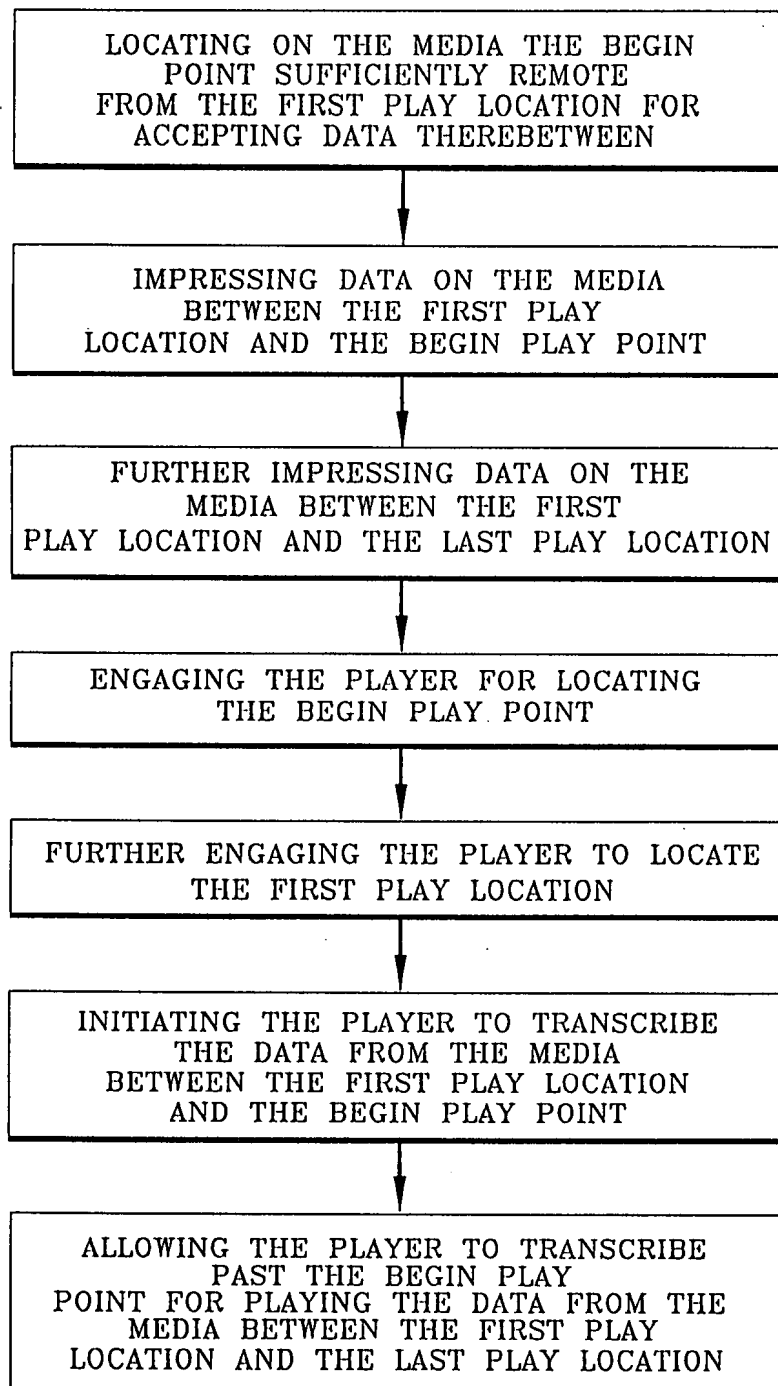 LOCATING ON THE MEDIA THE BEGIN
POINT SUFFICIENTLY REMOTE
FROM THE FIRST PLAY LOCATION FOR
ACCEPTING DATA THEREBETWEEN
IMPRESSING DATA ON THE MEDIA
BETWEEN THE FIRST PLAY
LOCATION AND THE BEGIN PLAY POINT
FURTHER IMPRESSING DATA ON THE
MEDIA BETWEEN THE FIRST
PLAY LOCATION AND THE LAST PLAY LOCATION
ENGAGING THE PLAYER FOR LOCATING
THE BEGIN PLAY POINT
FURTHER ENGAGING THE PLAYER TO LOCATE
THE FIRST PLAY LOCATION
INITIATING THE PLAYER TO TRANSCRIBE
THE DATA FROM THE MEDIA
BETWEEN THE FIRST PLAY LOCATION
AND THE BEGIN PLAY POINT
ALLOWING THE PLAYER TO TRANSCRIBE
PAST THE BEGIN PLAY
POINT FOR PLAYING THE DATA FROM THE
MEDIA BETWEEN THE FIRST PLAY
LOCATION AND THE LAST PLAY LOCATION